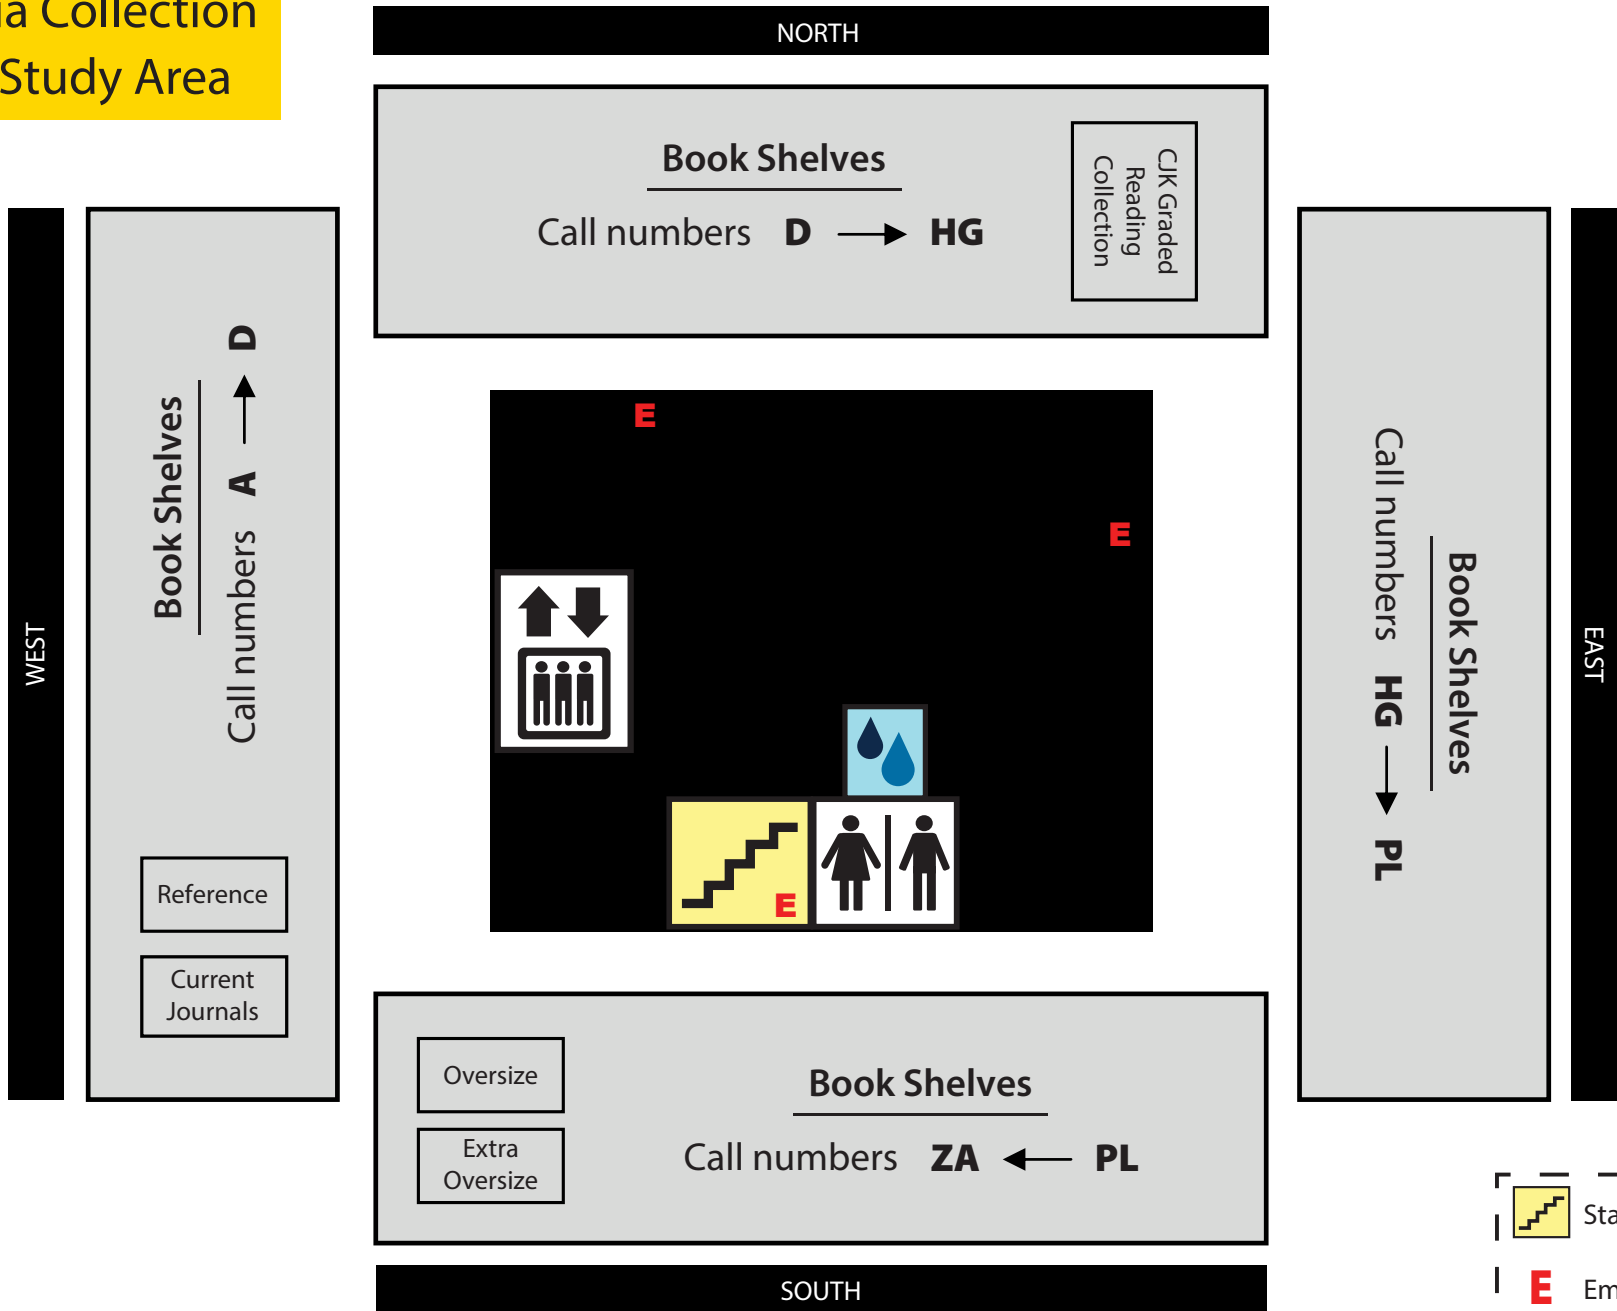 ia Collection
Study Area
NORTH
Book Shelves
Call numbers D → HG
CJK Graded
Reading
Collection
WEST
Book Shelves
Call numbers A → D
Reference
Current
Journals
E
E
E
Book Shelves
Call numbers HG → PL
EAST
Oversize
Extra
Oversize
Book Shelves
Call numbers ZA ← PL
SOUTH
Sta
E Em